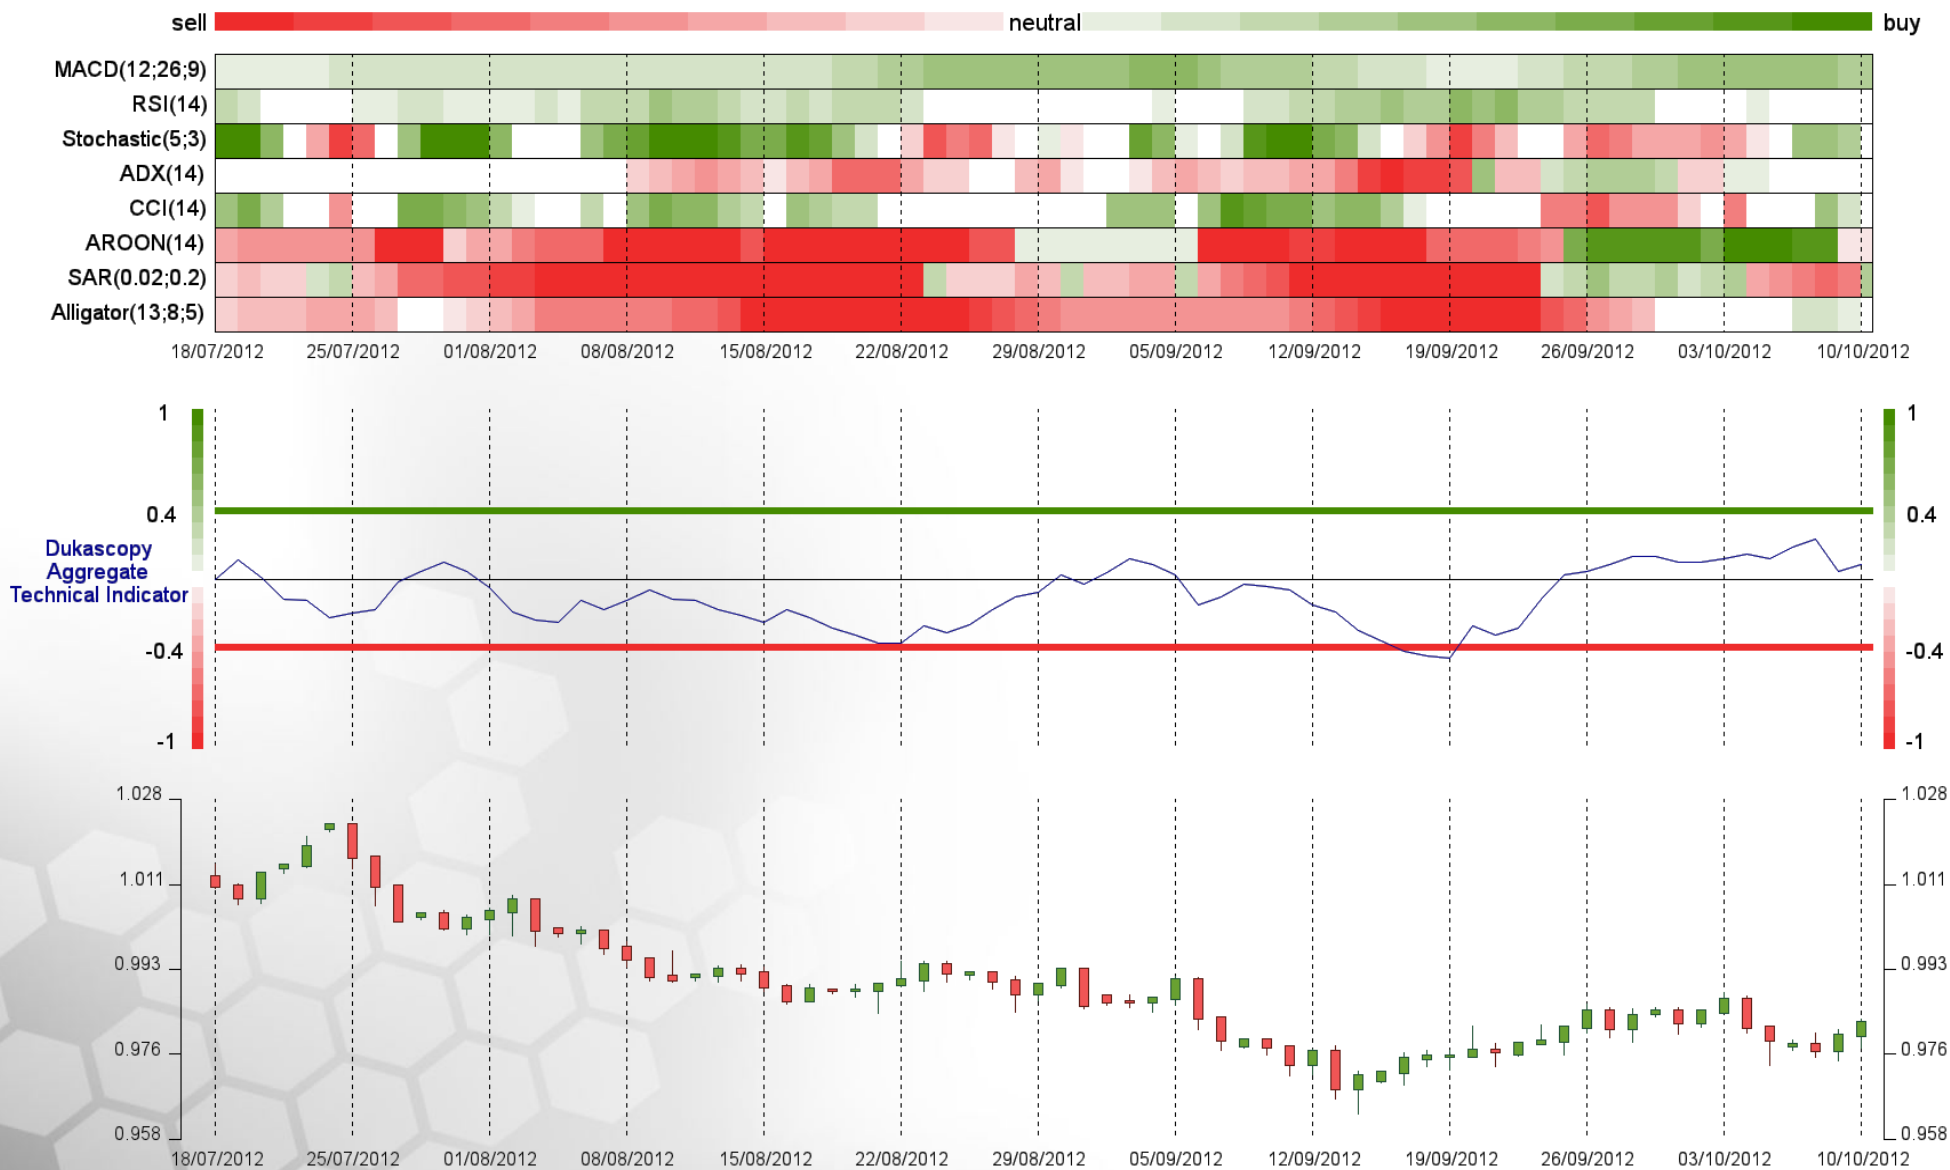 sell neutral buy
MACD(12;26;9)
RSI(14)
Stochastic(5;3)
ADX(14)
CCI(14)
AROON(14)
SAR(0.02;0.2)
Alligator(13;8;5)
18/07/2012 25/07/2012 01/08/2012 08/08/2012 15/08/2012 22/08/2012 29/08/2012 05/09/2012 12/09/2012 19/09/2012 26/09/2012 03/10/2012 10/10/2012
1 1
0.4 0.4
Dukascopy
Aggregate
Technical Indicator
-0.4 -0.4
-1 -1
1.028 1.028
1.011 1.011
0.993 0.993
0.976 0.976
0.958 0.958
18/07/2012 25/07/2012 01/08/2012 08/08/2012 15/08/2012 22/08/2012 29/08/2012 05/09/2012 12/09/2012 19/09/2012 26/09/2012 03/10/2012 10/10/2012